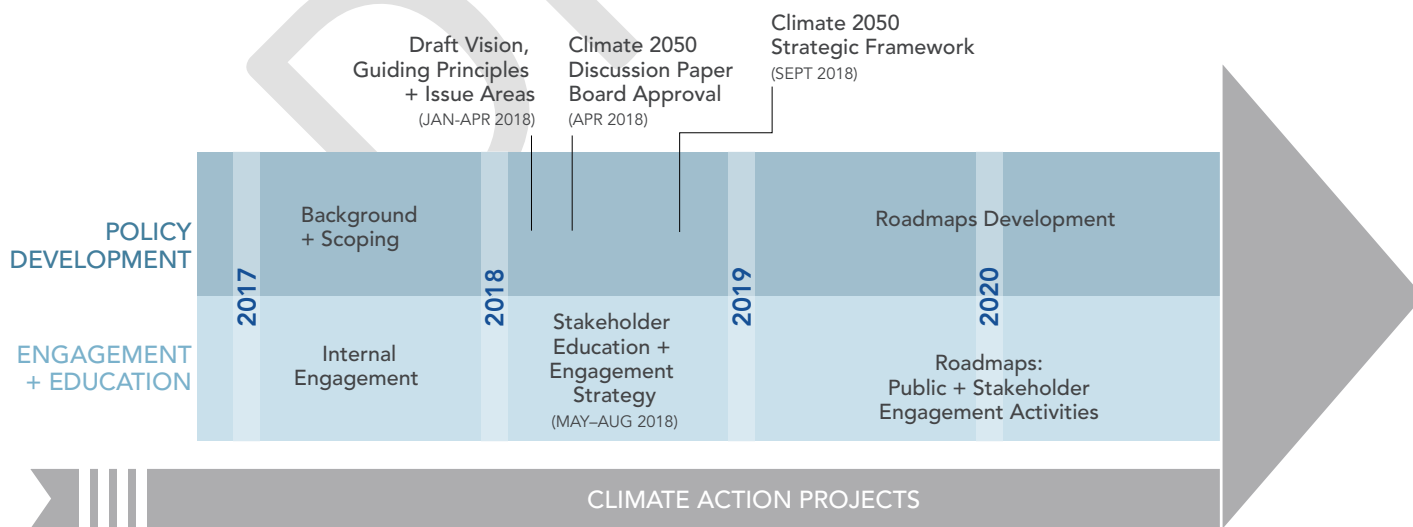 Draft Vision,
Guiding Principles
+ Issue Areas
(JAN-APR 2018)
Climate 2050
Discussion Paper
Board Approval
(APR 2018)
Climate 2050
Strategic Framework
(SEPT 2018)
POLICY
DEVELOPMENT
2017
Background
+ Scoping
2018
2019
Roadmaps Development
2020
ENGAGEMENT
+ EDUCATION
Internal
Engagement
Stakeholder
Education +
Engagement
Strategy
(MAY–AUG 2018)
Roadmaps:
Public + Stakeholder
Engagement Activities
CLIMATE ACTION PROJECTS